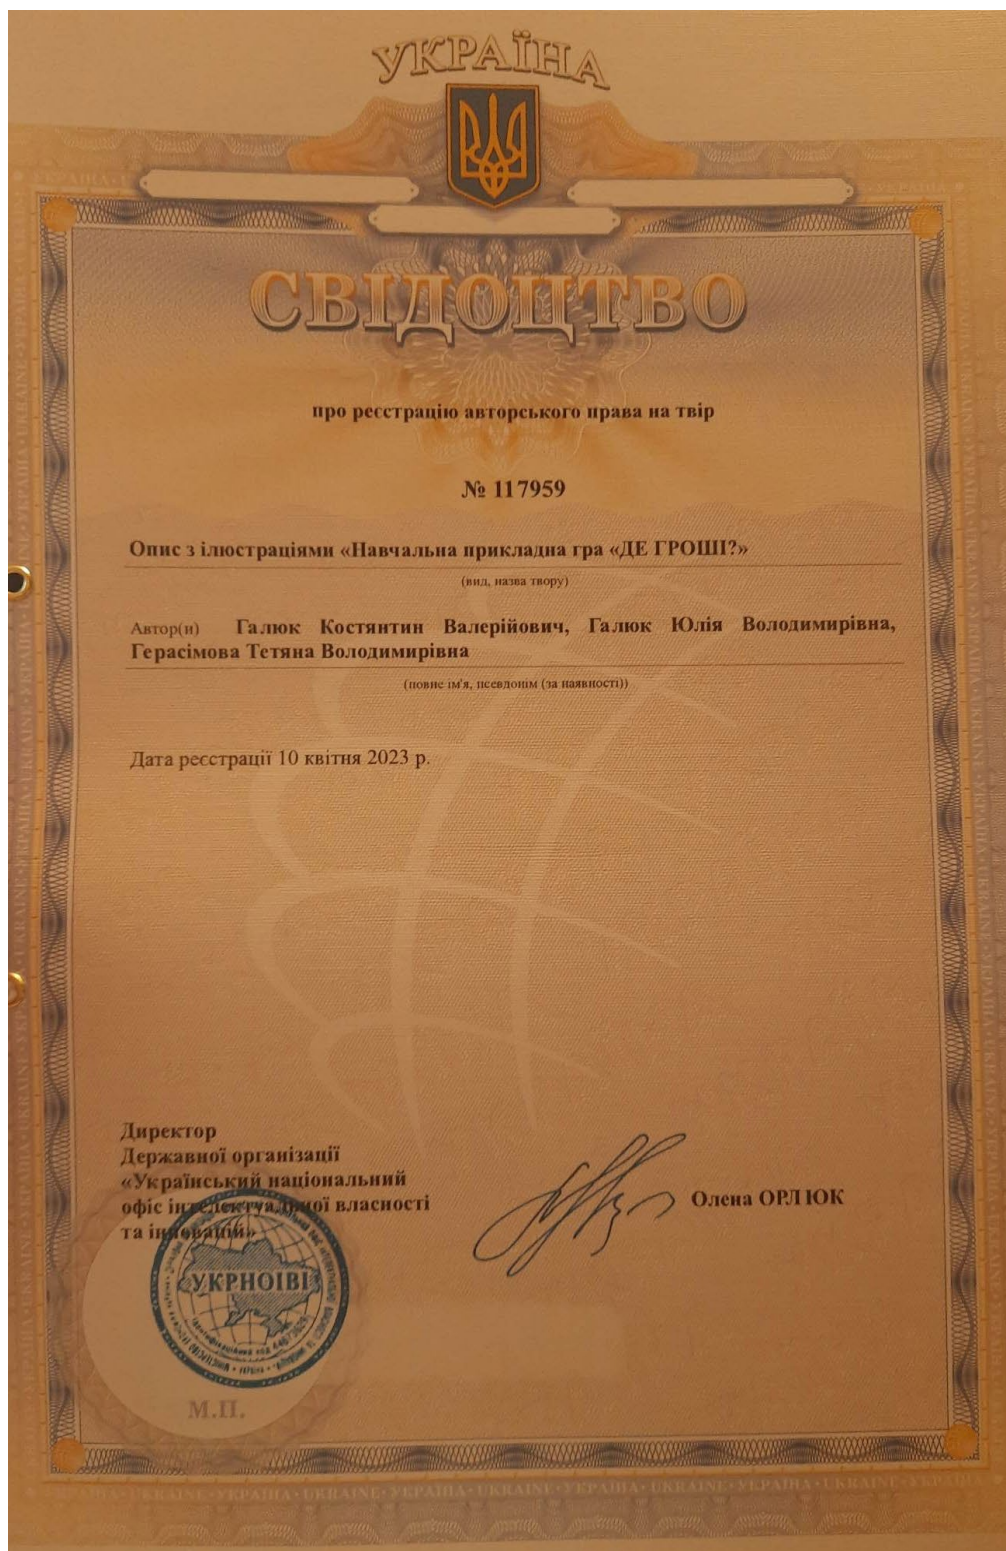 УКРАЇНА
СВІДОЦТВО
про реєстрацію авторського права на твір
№ 117959
Опис з ілюстраціями «Навчальна прикладна гра «ДЕ ГРОШІ?»
(вид, назва твору)
Автор(и) Галюк Костянтин Валерійович, Галюк Юлія Володимирівна,
Герасімова Тетяна Володимирівна
(повне ім'я, псевдонім (за наявності))
Дата реєстрації 10 квітня 2023 р.
Директор
Державної організації
«Український національний
офіс інтелектуальної власності
та інновацій»
Олена ОРЛЮК
УКРНОІВІ
М.П.